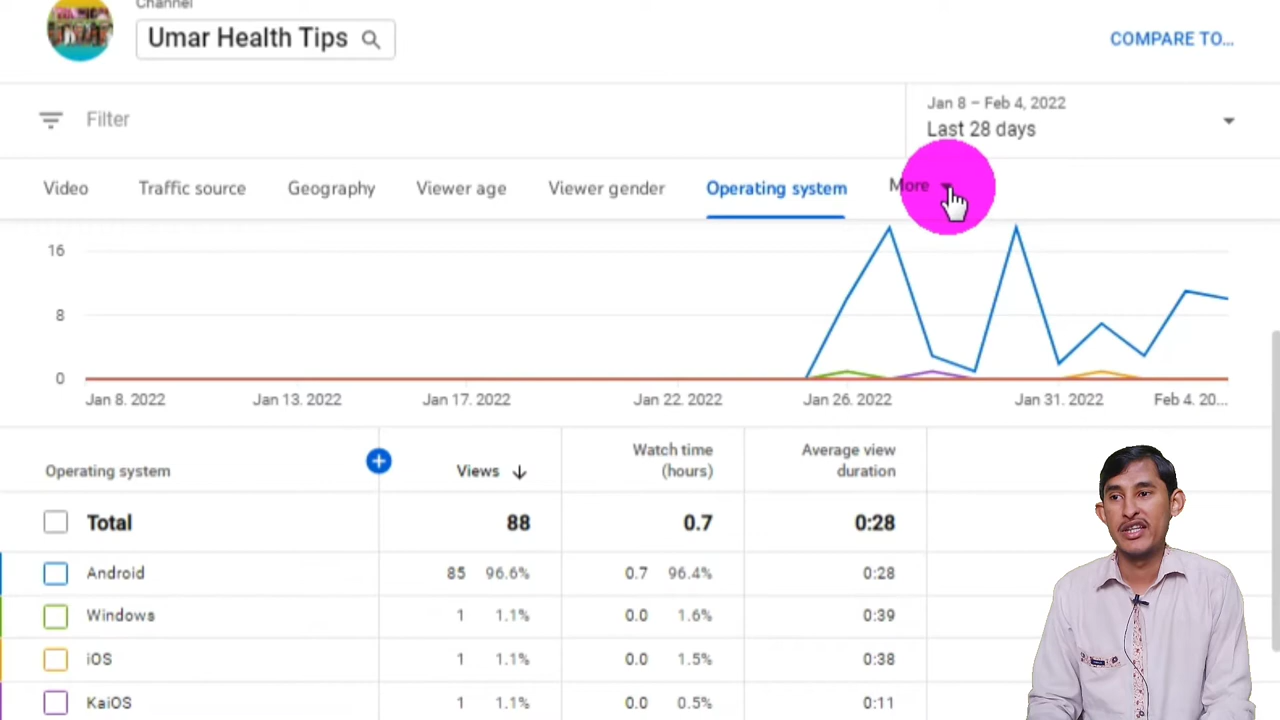 Channel
Umar Health Tips
COMPARE TO...
Filter
Jan 8 – Feb 4, 2022
Last 28 days
Video Traffic source Geography Viewer age Viewer gender Operating system More
16
8
0
Jan 8, 2022 Jan 13, 2022 Jan 17, 2022 Jan 22, 2022 Jan 26, 2022 Jan 31, 2022 Feb 4, 20...
Operating system Views Watch time (hours) Average view duration
Total 88 0.7 0:28
Android 85 96.6% 0.7 96.4% 0:28
Windows 1 1.1% 0.0 1.6% 0:39
iOS 1 1.1% 0.0 1.5% 0:38
KaiOS 1 1.1% 0.0 0.5% 0:11